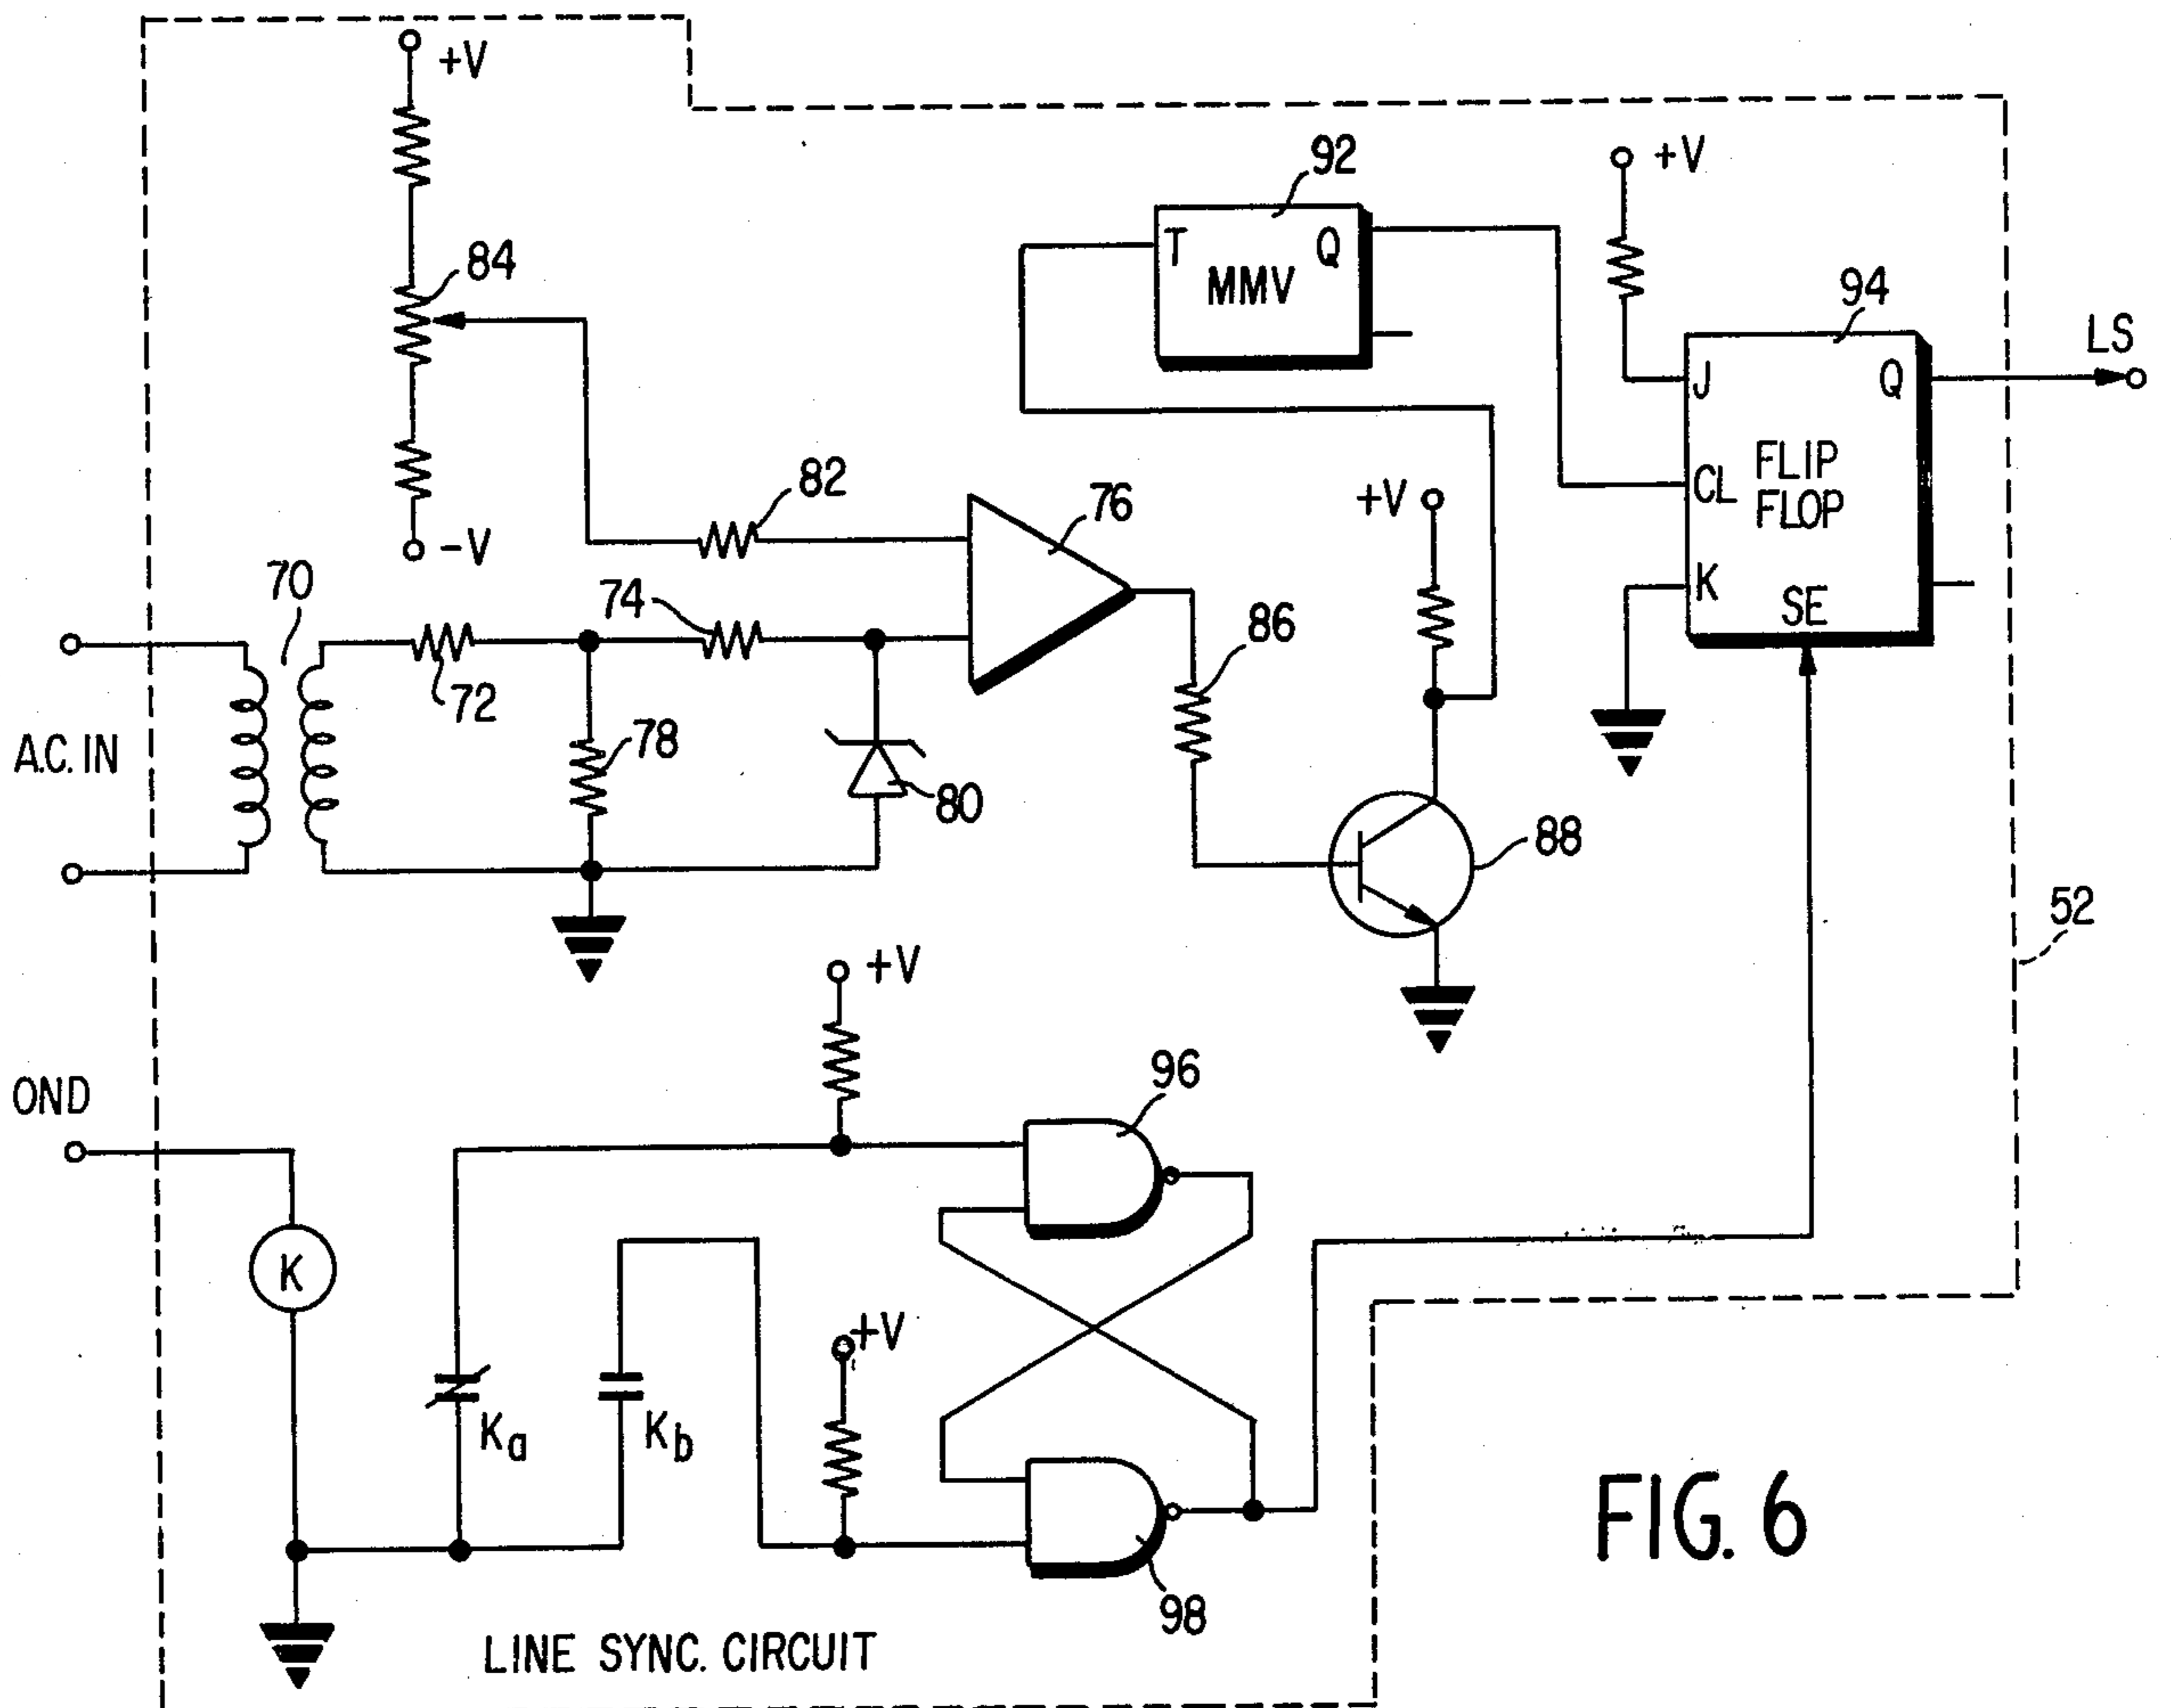 +V
92
+V
84
94
T
Q
MMV
LS
J
Q
82
FLIP
CL
FLOP
76
+V
-V
70
74
K
SE
86
72
78
A.C. IN
80
88
52
+V
96
OND
K
+V
Ka
Kb
98
FIG. 6
LINE SYNC. CIRCUIT